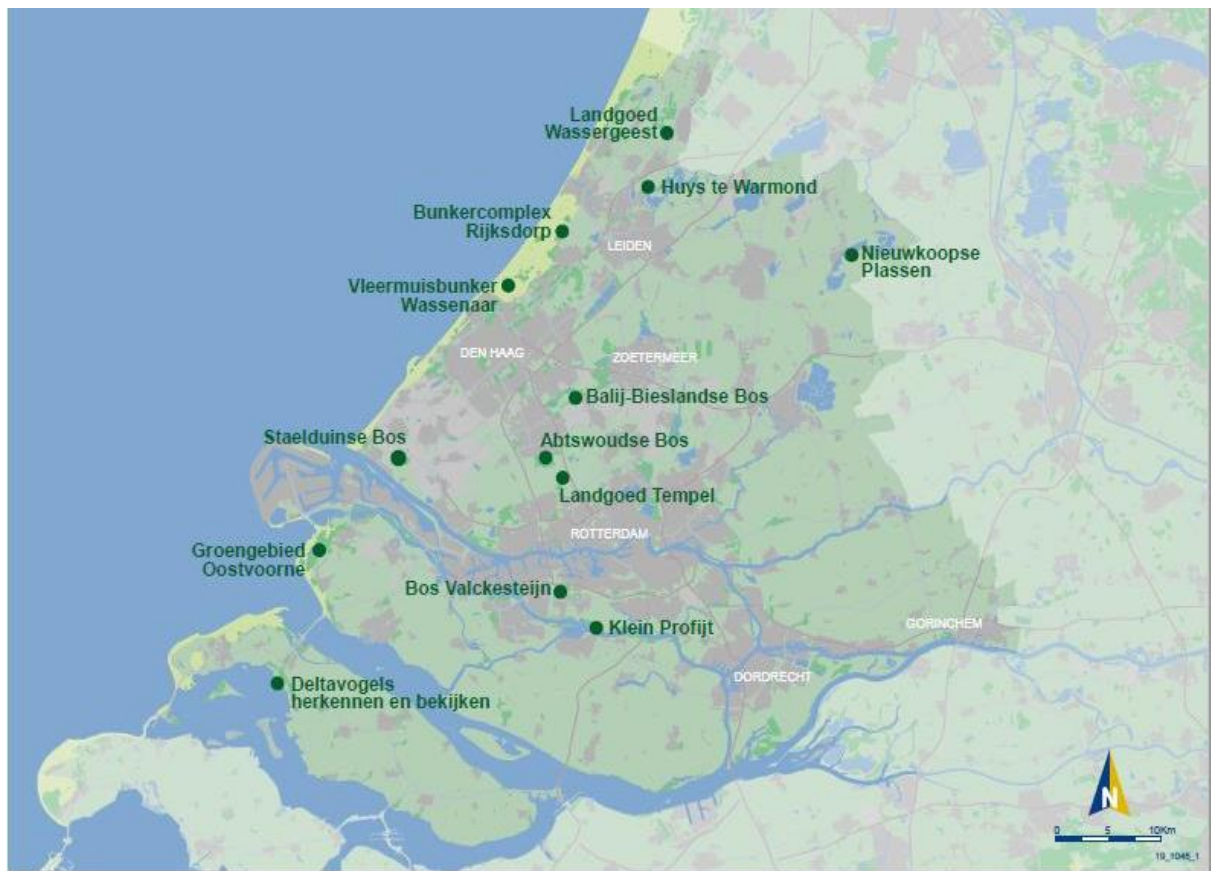 Landgoed
Wassergeest
Huys te Warmond
Bunkercomplex
Rijksdorp
LEIDEN
Nieuwkoopse
Plassen
Vleermuisbunker
Wassenaar
DEN HAAG
ZOETERMEER
Balij-Bieslandse Bos
Staelduinse Bos
Abtswoudse Bos
Landgoed Tempel
ROTTERDAM
Groengebied
Oostvoorne
Bos Valckesteijn
Klein Profijt
GORINCHEM
DORDRECHT
Deltavogels
herkennen en bekijken
N
0 5 10Km
19_1045_1